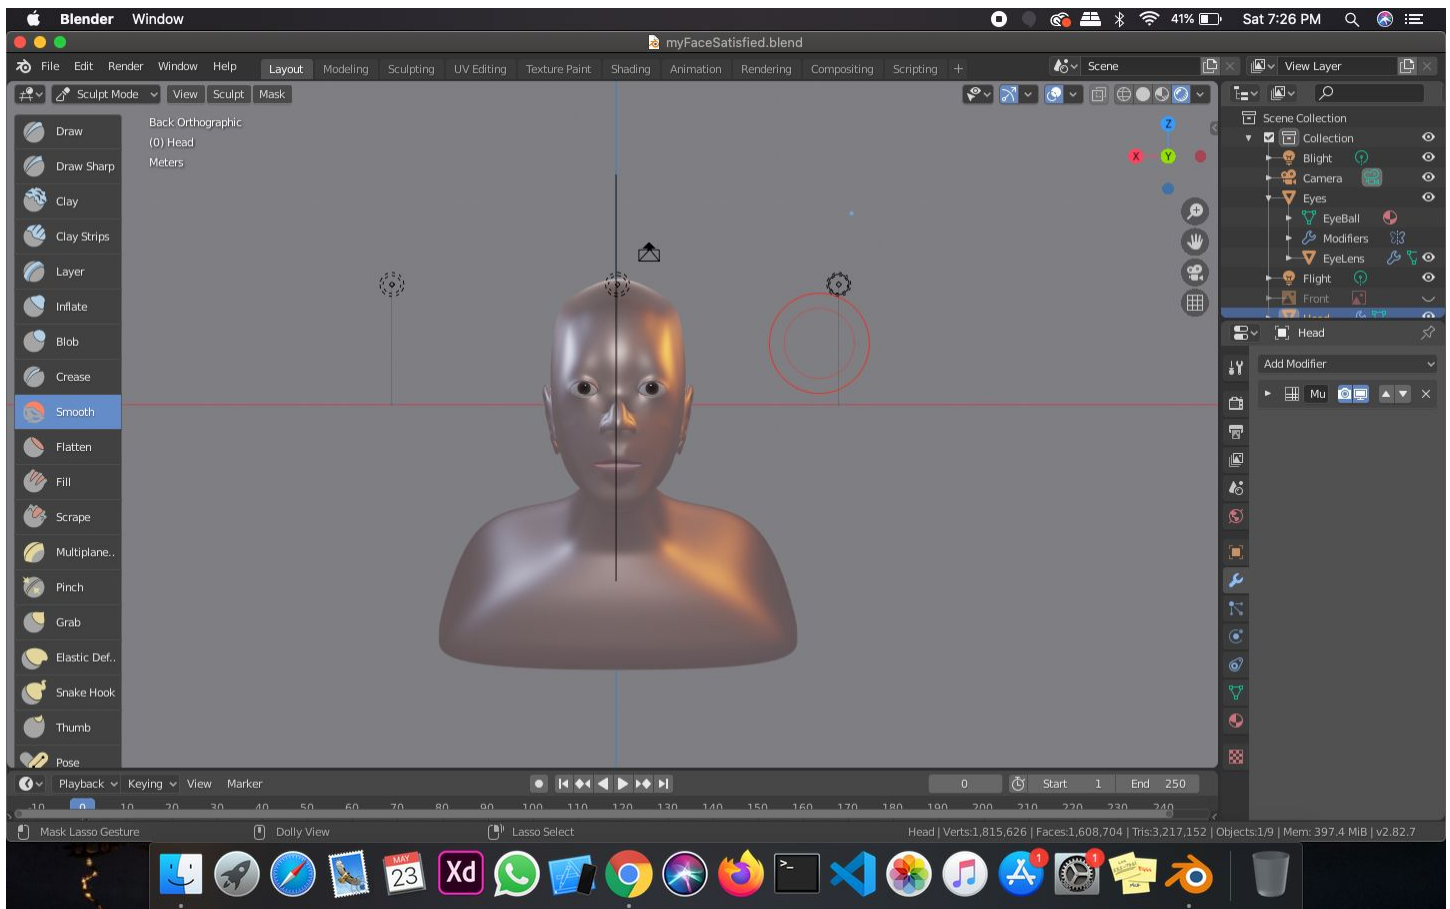 Blender Window 41% Sat 7:26 PM
myFaceSatisfied.blend
File Edit Render Window Help Layout Modeling Sculpting UV Editing Texture Paint Shading Animation Rendering Compositing Scripting + Scene View Layer
Sculpt Mode View Sculpt Mask
Back Orthographic
(0) Head
Meters
Z
X
Y
Draw
Draw Sharp
Clay
Clay Strips
Layer
Inflate
Blob
Crease
Smooth
Flatten
Fill
Scrape
Multiplane..
Pinch
Grab
Elastic Def..
Snake Hook
Thumb
Pose
Scene Collection
Collection
Blight
Camera
Eyes
EyeBall
Modifiers
EyeLens
Flight
Front
Head
Head
Add Modifier
Mu
Playback Keying View Marker 0 Start 1 End 250
-10 0 10 20 30 40 50 60 70 80 90 100 110 120 130 140 150 160 170 180 190 200 210 220 230 240
Mask Lasso Gesture Dolly View Lasso Select Head | Verts:1,815,626 | Faces:1,608,704 | Tris:3,217,152 | Objects:1/9 | Mem: 397.4 MiB | v2.82.7
MAY
23
Xd
>_
1
1